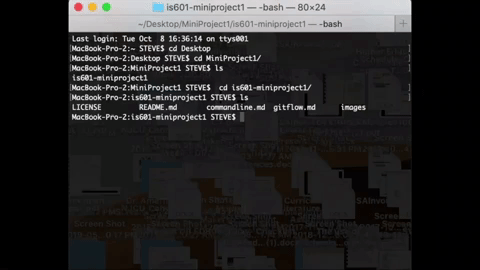 is601-miniproject1 — -bash — 80×24
~/Desktop/MiniProject1/is601-miniproject1 — -bash
Last login: Tue Oct  8 16:36:14 on ttys001
[MacBook-Pro-2:~ STEVE$ cd Desktop
[MacBook-Pro-2:Desktop STEVE$ cd MiniProject1/
[MacBook-Pro-2:MiniProject1 STEVE$ ls
is601-miniproject1
[MacBook-Pro-2:MiniProject1 STEVE$  cd is601-miniproject1/
[MacBook-Pro-2:is601-miniproject1 STEVE$ ls
LICENSE README.md commandline.md gitflow.md images
MacBook-Pro-2:is601-miniproject1 STEVE$